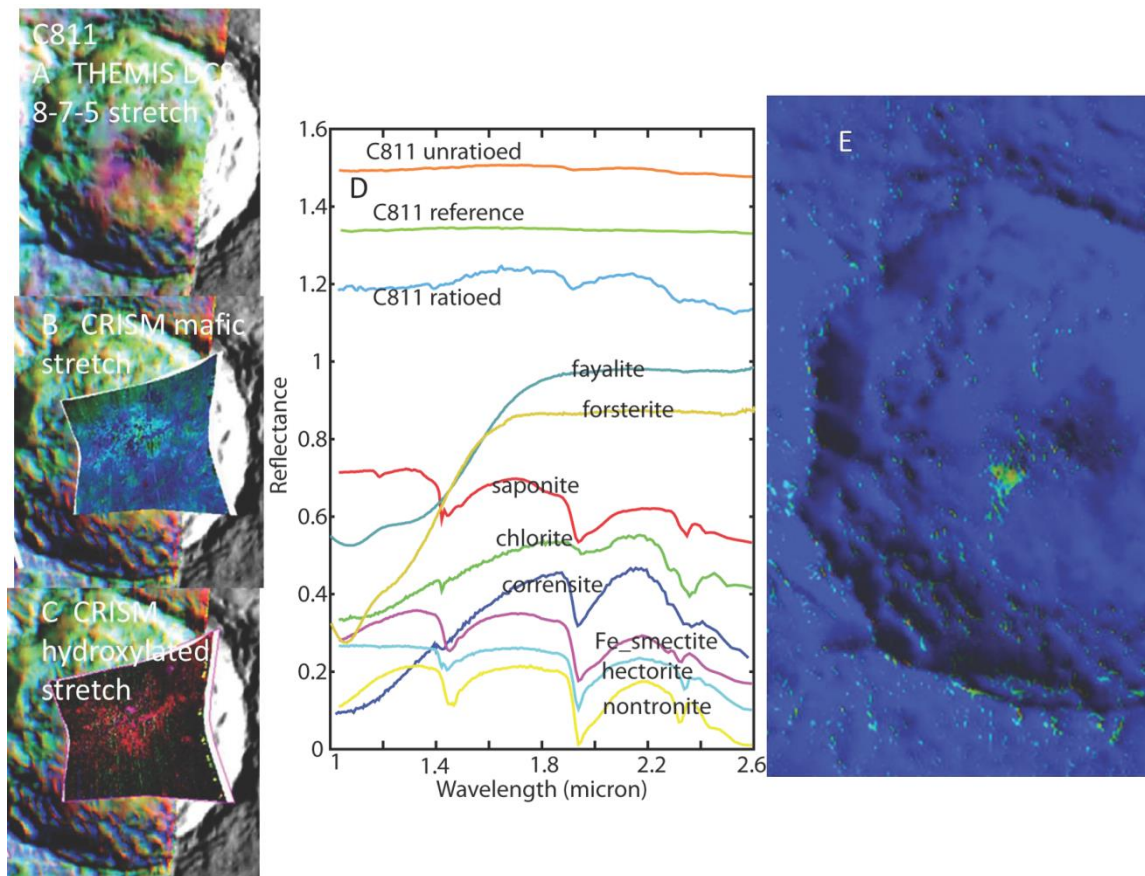 C811
A THEMIS DCS
8-7-5 stretch
B CRISM mafic
stretch
C CRISM
hydroxylated
stretch
D
C811 unratioed
C811 reference
C811 ratioed
fayalite
forsterite
saponite
chlorite
corrensite
Fe_smectite
hectorite
nontronite
1.6
1.4
1.2
1
0.8
0.6
0.4
0.2
0
Reflectance
1 1.4 1.8 2.2 2.6
Wavelength (micron)
E